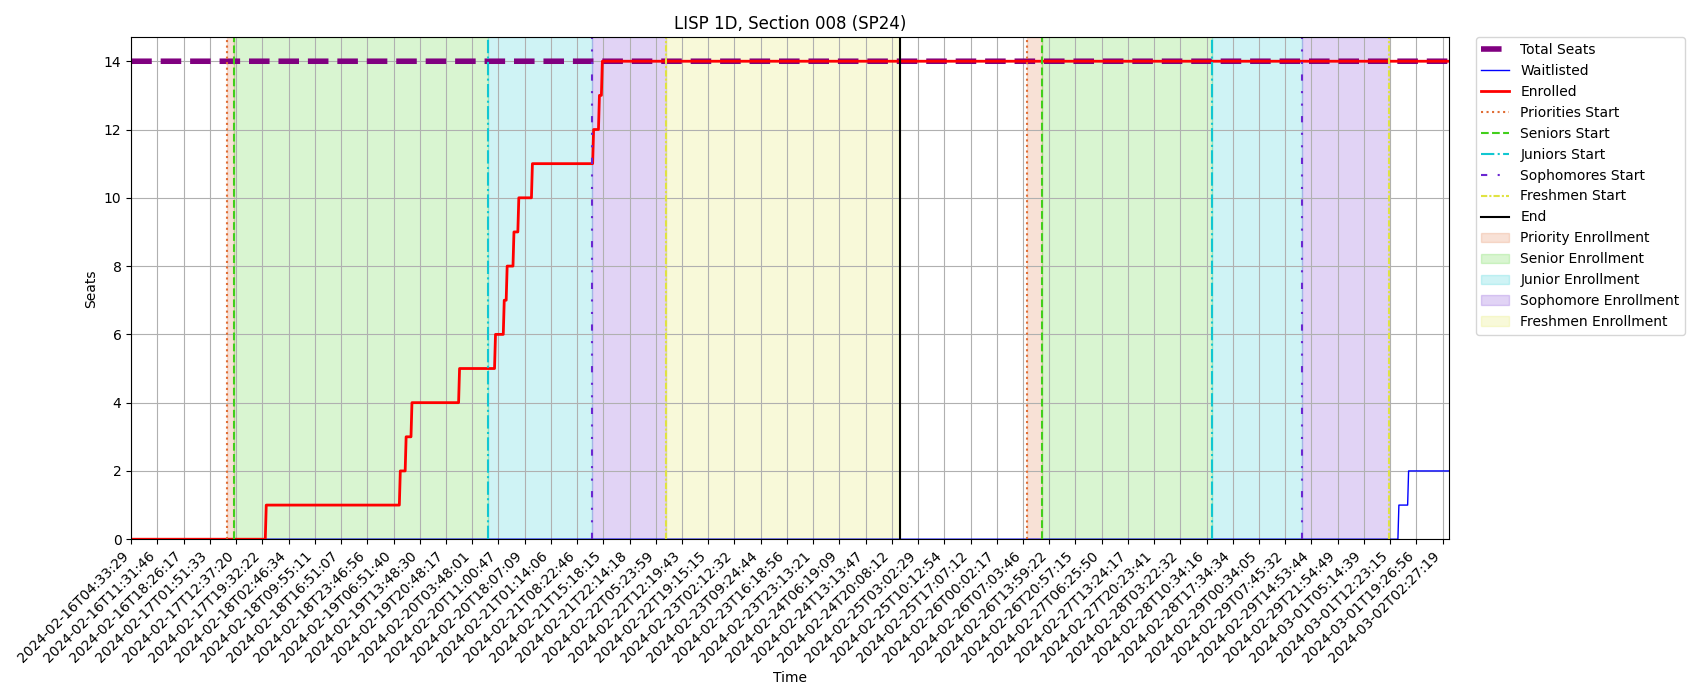 LISP 1D, Section 008 (SP24)
Seats
14
12
10
8
6
4
2
0
2024-02-16T04:33:29
2024-02-16T11:31:46
2024-02-16T18:26:17
2024-02-17T01:51:33
2024-02-17T12:37:20
2024-02-17T19:32:22
2024-02-18T02:46:34
2024-02-18T09:55:11
2024-02-18T16:51:07
2024-02-18T23:46:56
2024-02-19T06:51:40
2024-02-19T13:48:30
2024-02-19T20:48:17
2024-02-20T03:48:01
2024-02-20T11:00:47
2024-02-20T18:07:09
2024-02-21T01:14:06
2024-02-21T08:22:46
2024-02-21T15:18:15
2024-02-21T22:14:18
2024-02-22T05:23:59
2024-02-22T12:19:43
2024-02-22T19:15:15
2024-02-23T02:12:32
2024-02-23T09:24:44
2024-02-23T16:18:56
2024-02-23T23:13:21
2024-02-24T06:19:09
2024-02-24T13:13:47
2024-02-24T20:08:12
2024-02-25T03:02:29
2024-02-25T10:12:54
2024-02-25T17:07:12
2024-02-26T00:02:17
2024-02-26T07:03:46
2024-02-26T13:59:22
2024-02-26T20:57:15
2024-02-27T06:25:50
2024-02-27T13:24:17
2024-02-27T20:23:41
2024-02-28T03:22:32
2024-02-28T10:34:16
2024-02-28T17:34:34
2024-02-29T00:34:05
2024-02-29T07:45:32
2024-02-29T14:53:44
2024-02-29T21:54:49
2024-03-01T05:14:39
2024-03-01T12:23:15
2024-03-01T19:26:56
2024-03-02T02:27:19
Time
Total Seats
Waitlisted
Enrolled
Priorities Start
Seniors Start
Juniors Start
Sophomores Start
Freshmen Start
End
Priority Enrollment
Senior Enrollment
Junior Enrollment
Sophomore Enrollment
Freshmen Enrollment